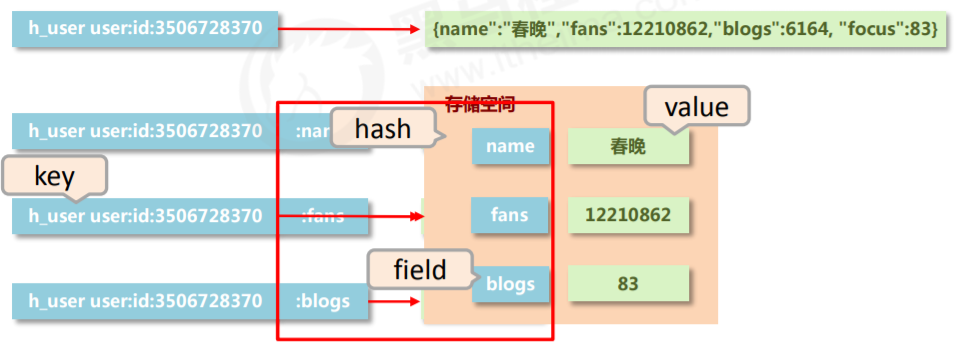 h_user user:id:3506728370
{name":"春晚","fans":12210862,"blogs":6164, "focus":83}
存储空间
value
h_user user:id:3506728370 :nar
hash
name 春晚
key
h_user user:id:3506728370 :fans
fans 12210862
field
h_user user:id:3506728370 :blogs
blogs 83